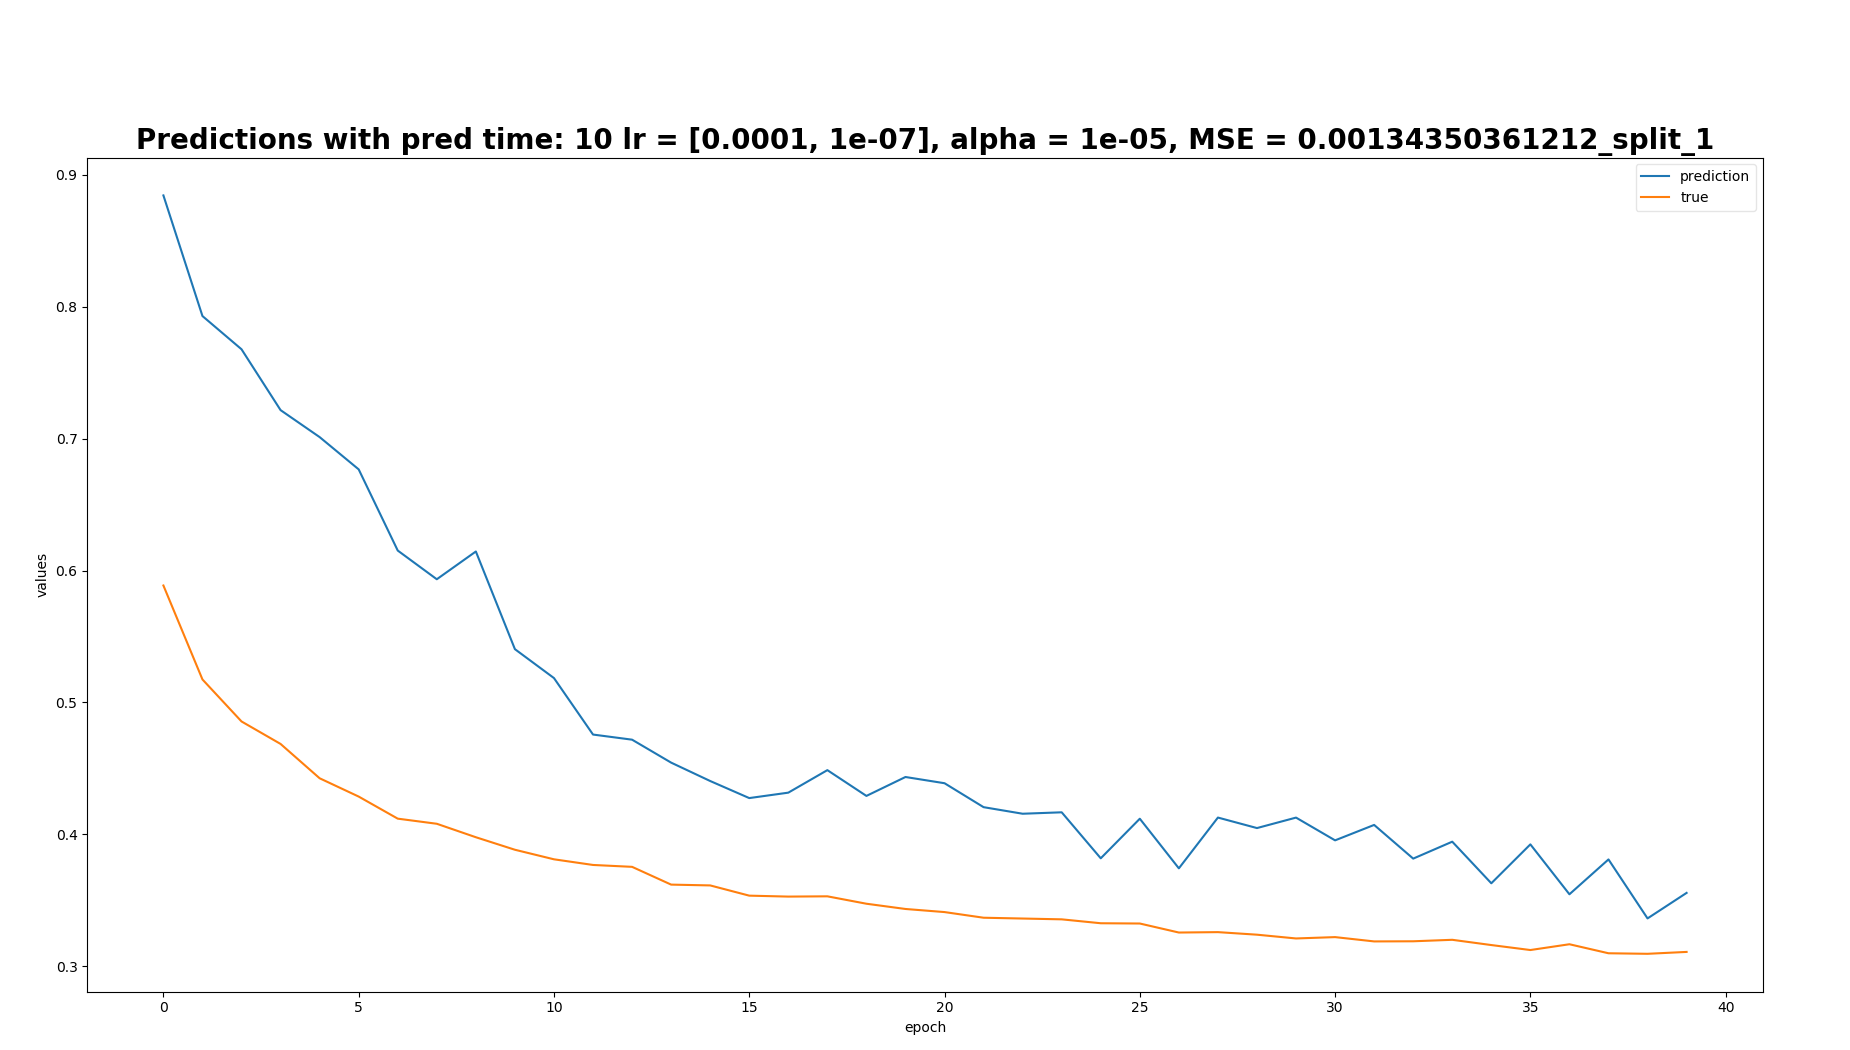 Predictions with pred time: 10 lr = [0.0001, 1e-07], alpha = 1e-05, MSE = 0.00134350361212_split_1
prediction
true
0.9
0.8
0.7
0.6
0.5
0.4
0.3
values
0 5 10 15 20 25 30 35 40
epoch